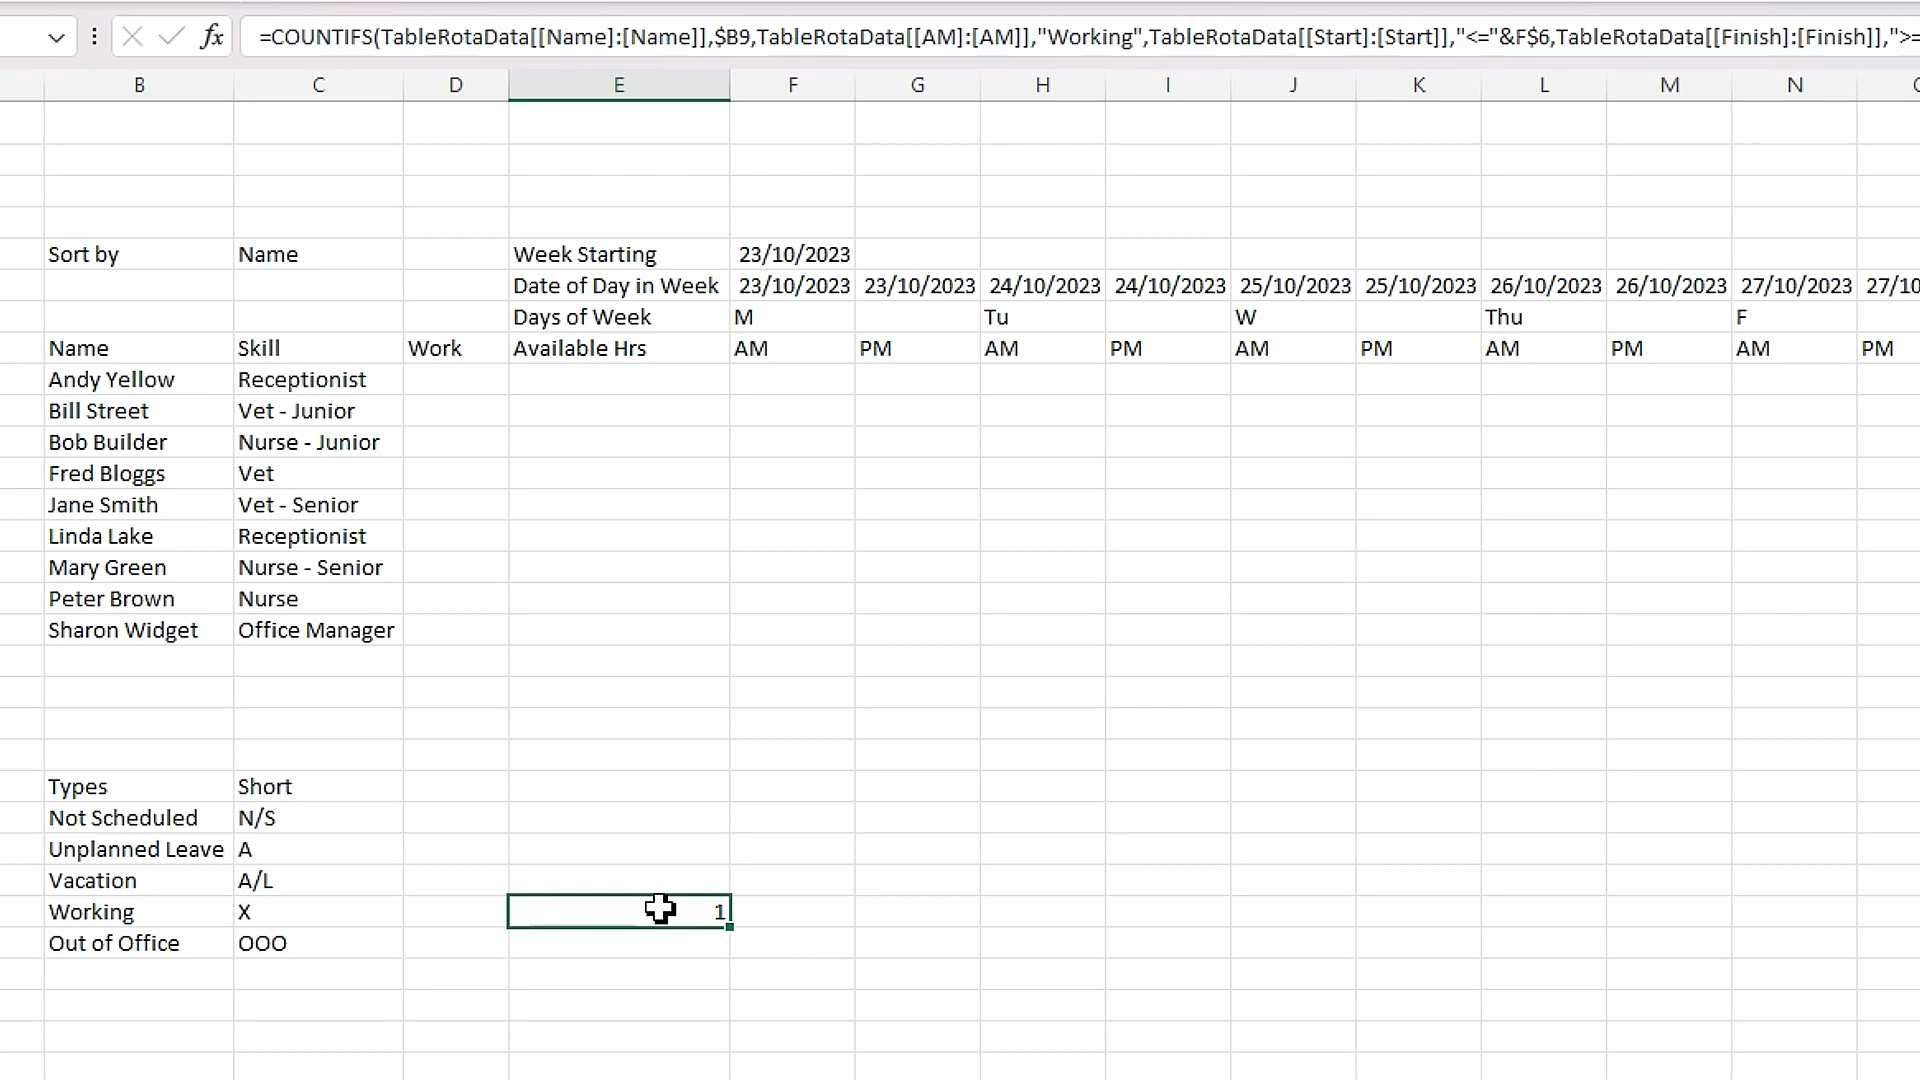 fx =COUNTIFS(TableRotaData[[Name]:[Name]],$B9,TableRotaData[[AM]:[AM]],"Working",TableRotaData[[Start]:[Start]],"<="&F$6,TableRotaData[[Finish]:[Finish]],">=
B C D E F G H I J K L M N
Sort by Name Week Starting 23/10/2023
Date of Day in Week 23/10/2023 23/10/2023 24/10/2023 24/10/2023 25/10/2023 25/10/2023 26/10/2023 26/10/2023 27/10/2023 27/10
Days of Week M Tu W Thu F
Name Skill Work Available Hrs AM PM AM PM AM PM AM PM AM PM
Andy Yellow Receptionist
Bill Street Vet - Junior
Bob Builder Nurse - Junior
Fred Bloggs Vet
Jane Smith Vet - Senior
Linda Lake Receptionist
Mary Green Nurse - Senior
Peter Brown Nurse
Sharon Widget Office Manager
Types Short
Not Scheduled N/S
Unplanned Leave A
Vacation A/L
Working X 1
Out of Office OOO